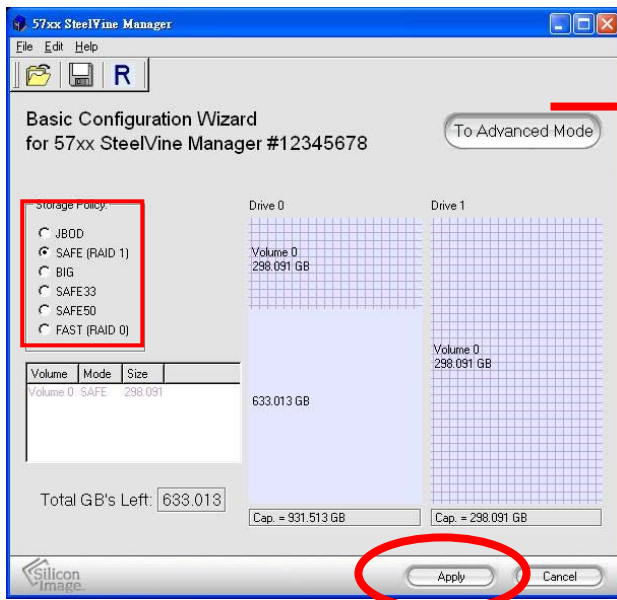 57xx SteelVine Manager
File Edit Help
R
Basic Configuration Wizard
for 57xx SteelVine Manager #12345678
To Advanced Mode
Storage Policy:
JBOD
SAFE (RAID 1)
BIG
SAFE33
SAFE50
FAST (RAID 0)
Drive 0
Volume 0
298.091 GB
633.013 GB
Cap. = 931.513 GB
Drive 1
Volume 0
298.091 GB
Cap. = 298.091 GB
Volume Mode Size
Volume 0 SAFE 298.091
Total GB's Left: 633.013
Silicon
Image.
Apply Cancel